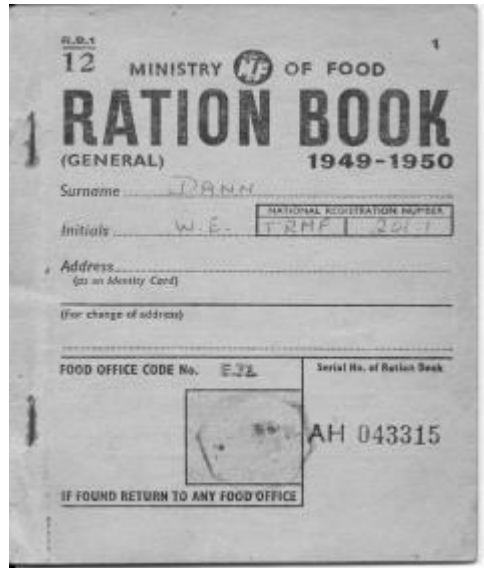 R.B.1
12
1
MINISTRY MF OF FOOD
RATION BOOK
(GENERAL) 1949-1950
Surname DANN
Initials W. E.
NATIONAL REGISTRATION NUMBER
TRMF 201-1
Address
(as on Identity Card)
(For change of address)
FOOD OFFICE CODE No.
Serial No. of Ration Book
AH 043315
IF FOUND RETURN TO ANY FOOD OFFICE